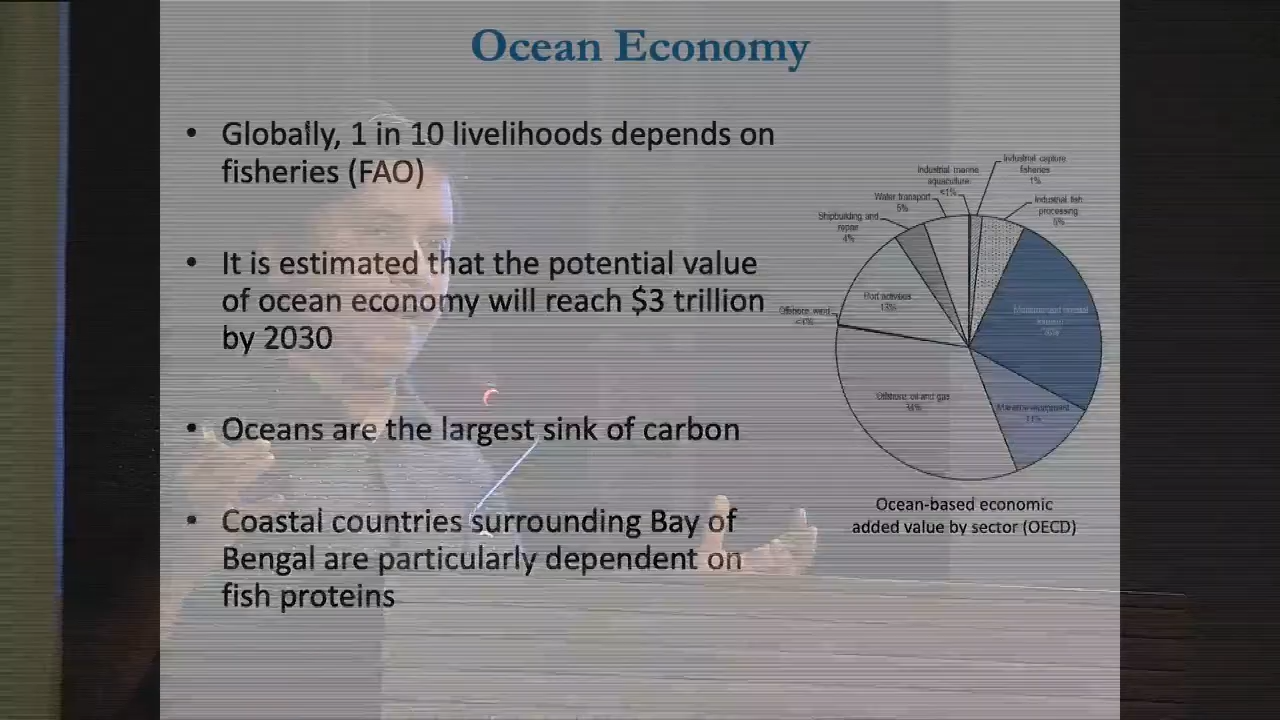 Ocean Economy
• Globally, 1 in 10 livelihoods depends on
fisheries (FAO)
• It is estimated that the potential value
of ocean economy will reach $3 trillion
by 2030
• Oceans are the largest sink of carbon
• Coastal countries surrounding Bay of
Bengal are particularly dependent on
fish proteins
Industrial capture
fisheries
1%
Industrial marine
aquaculture
<1%
Water transport
5%
Industrial fish
processing
5%
Shipbuilding and
repair
4%
Port activities
13%
Offshore wind
<1%
Offshore oil and gas
34%
Maritime equipment
11%
Ocean-based economic
added value by sector (OECD)